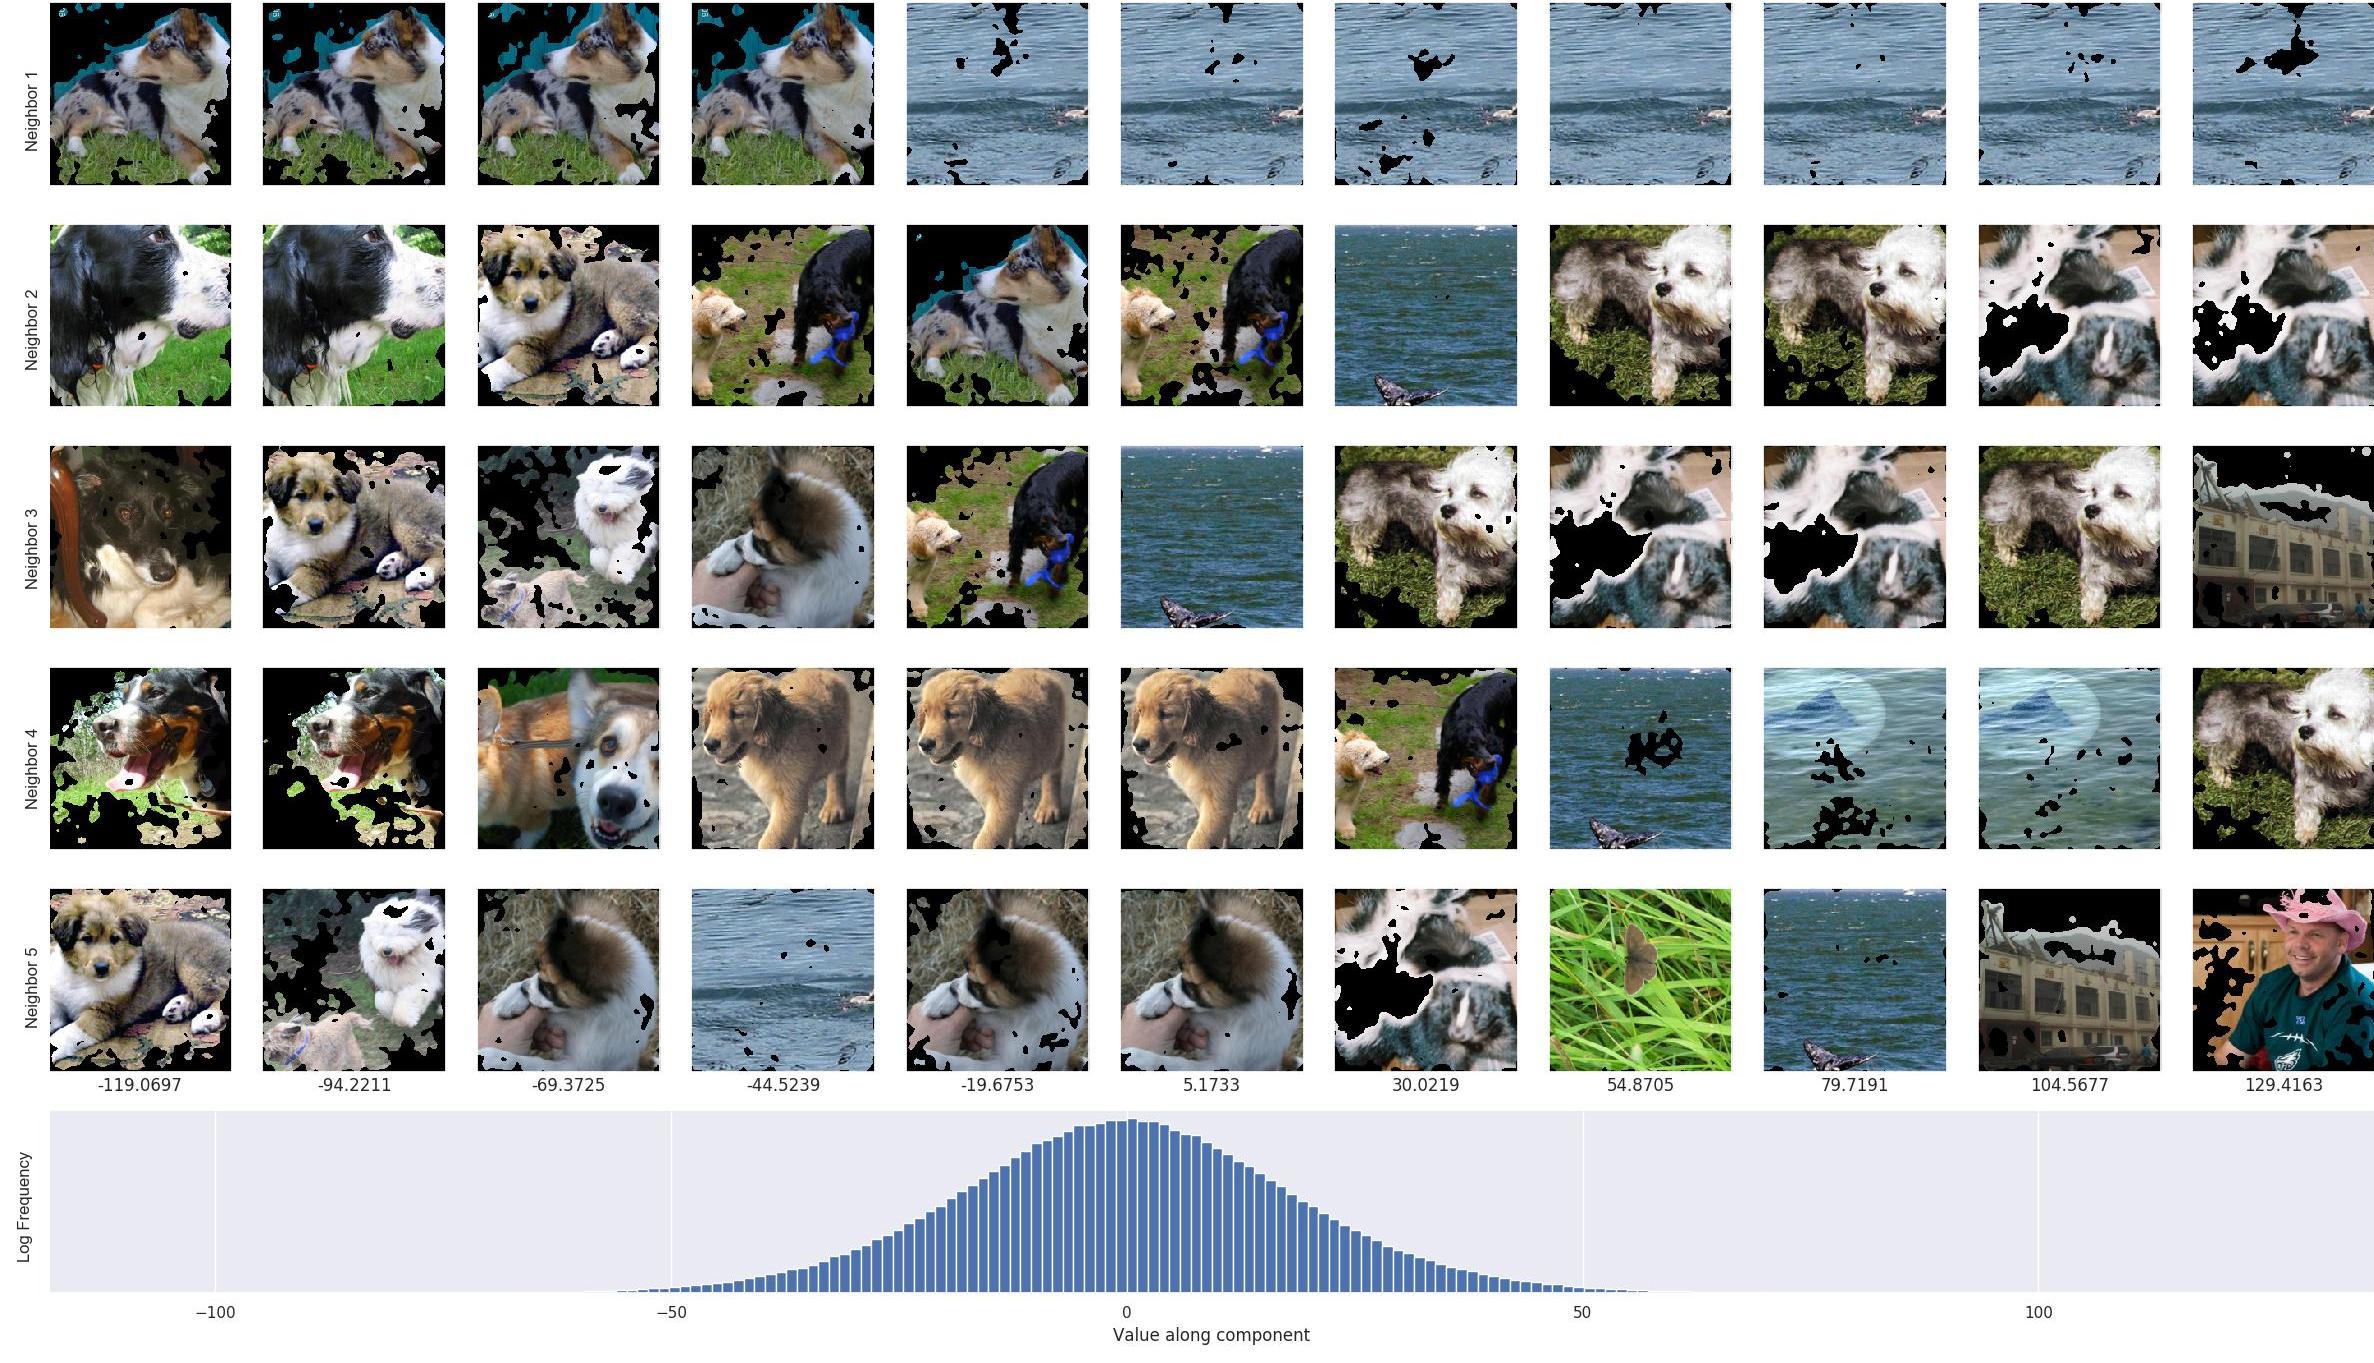 Neighbor 1
Neighbor 2
Neighbor 3
Neighbor 4
Neighbor 5
-119.0697 -94.2211 -69.3725 -44.5239 -19.6753 5.1733 30.0219 54.8705 79.7191 104.5677 129.4163
Log Frequency
−100 −50 0 50 100
Value along component